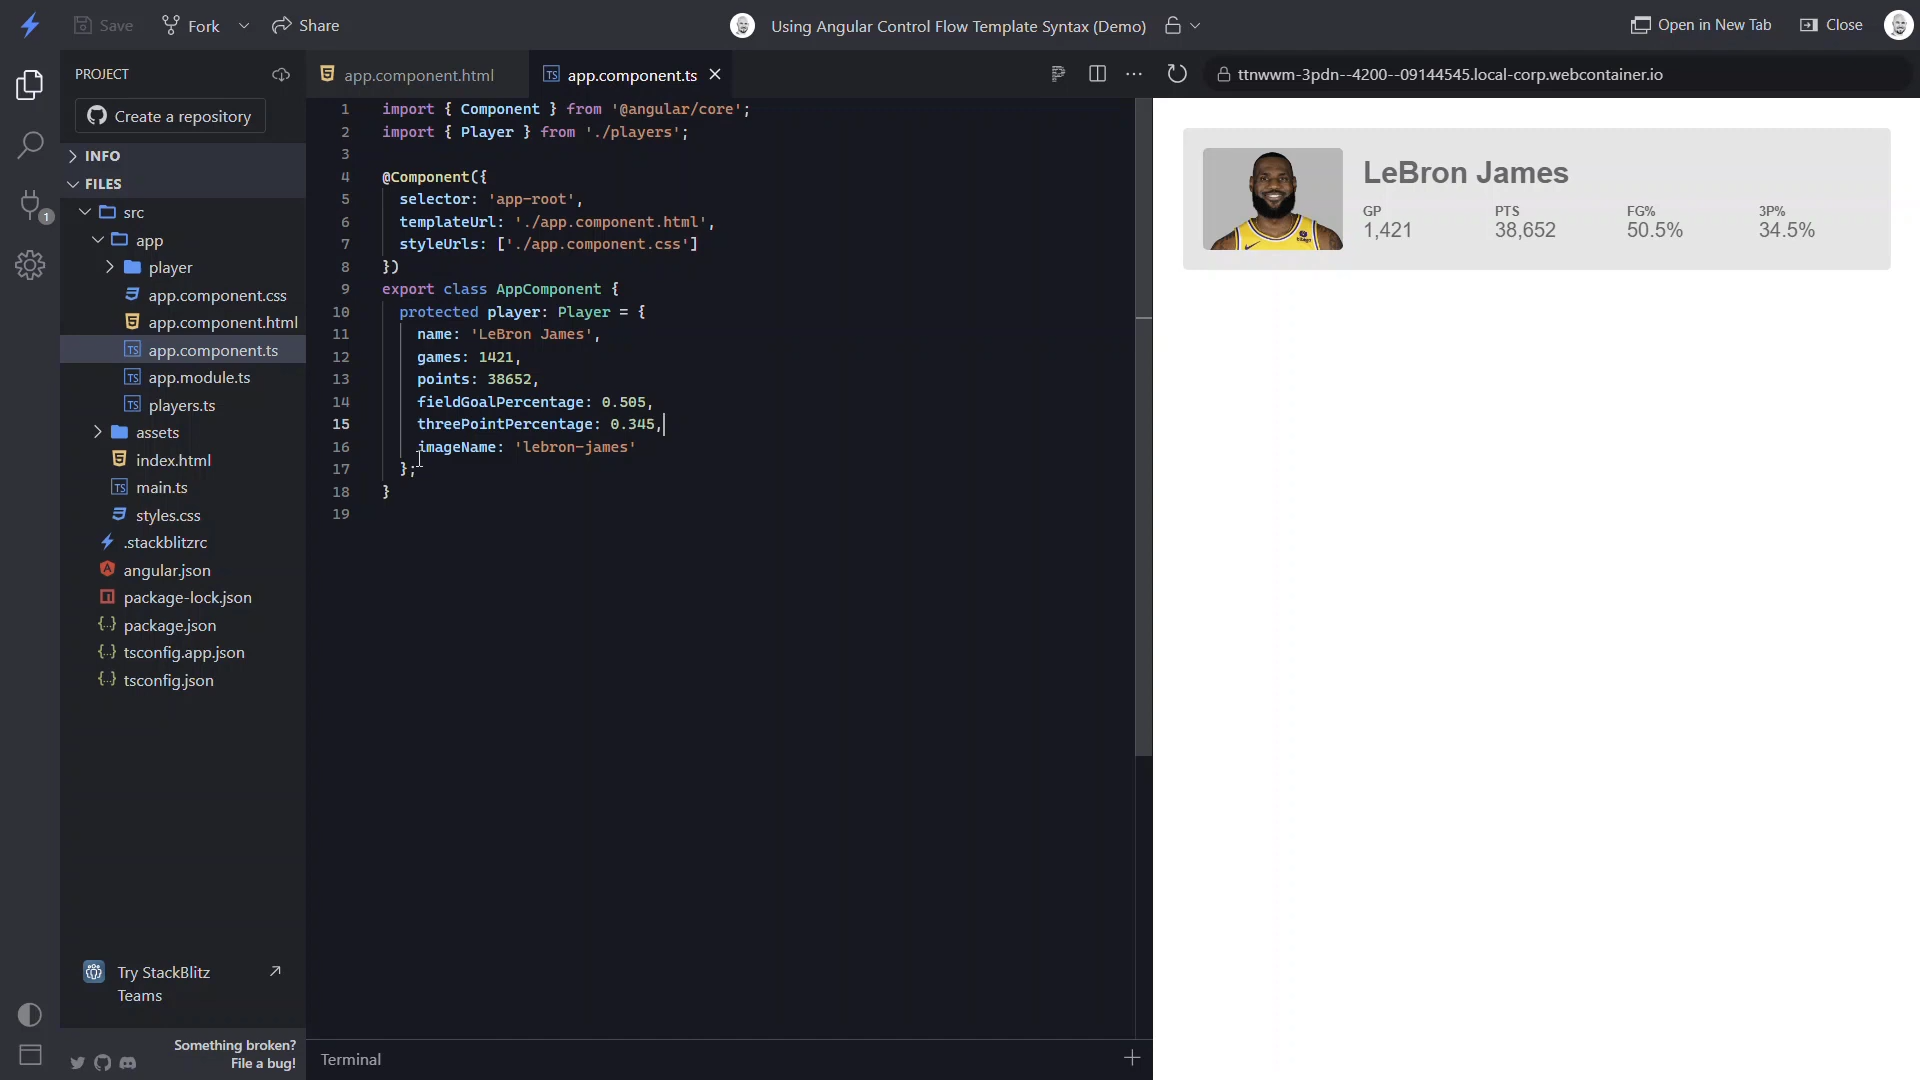 Save
Fork
Share
Using Angular Control Flow Template Syntax (Demo)
Open in New Tab
Close
PROJECT
Create a repository
INFO
FILES
src
app
player
app.component.css
app.component.html
app.component.ts
app.module.ts
players.ts
assets
index.html
main.ts
styles.css
.stackblitzrc
angular.json
package-lock.json
package.json
tsconfig.app.json
tsconfig.json
1
Try StackBlitz
Teams
Something broken?
File a bug!
app.component.html
app.component.ts
1 import { Component } from '@angular/core';
2 import { Player } from './players';
3
4 @Component({
5 selector: 'app-root',
6 templateUrl: './app.component.html',
7 styleUrls: ['./app.component.css']
8 })
9 export class AppComponent {
10 protected player: Player = {
11 name: 'LeBron James',
12 games: 1421,
13 points: 38652,
14 fieldGoalPercentage: 0.505,
15 threePointPercentage: 0.345,
16 imageName: 'lebron-james'
17 };
18 }
19
Terminal
ttnwwm-3pdn--4200--09144545.local-corp.webcontainer.io
LeBron James
GP PTS FG% 3P%
1,421 38,652 50.5% 34.5%